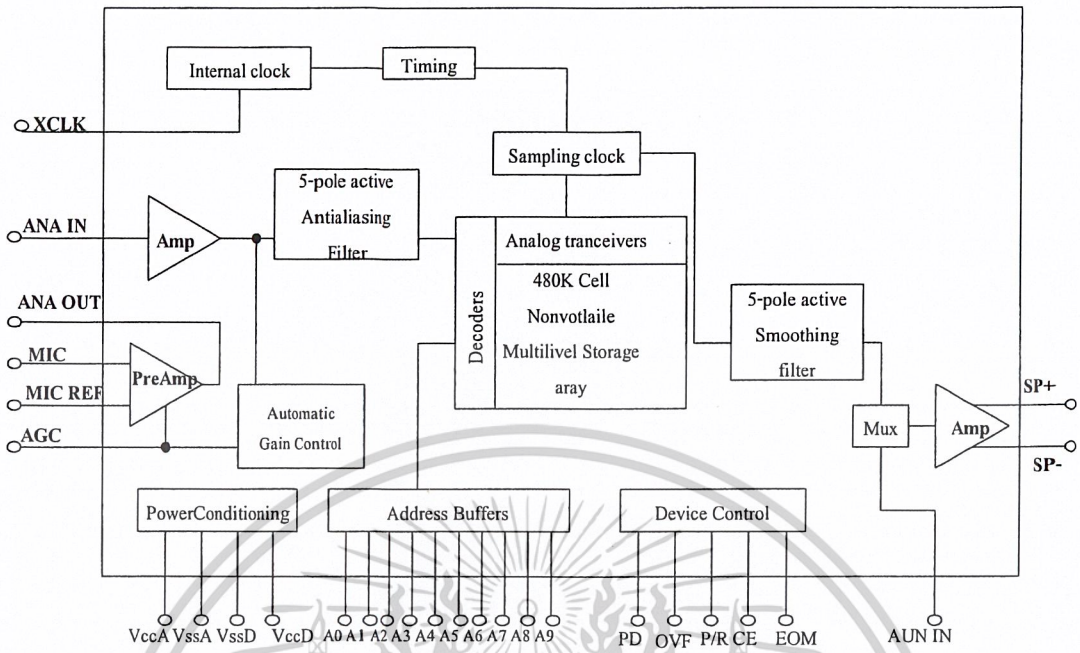 Internal clock
Timing
XCLK
Sampling clock
5-pole active
Antialiasing
Filter
ANA IN
Amp
Decoders
Analog tranceivers
480K Cell
Nonvotlaile
Multilivel Storage
aray
ANA OUT
MIC
PreAmp
MIC REF
AGC
Automatic
Gain Control
5-pole active
Smoothing
filter
Mux
Amp
SP+
SP-
PowerConditioning
Address Buffers
Device Control
VccA VssA VssD VccD A0 A1 A2 A3 A4 A5 A6 A7 A8 A9 PD OVF P/R CE EOM AUN IN